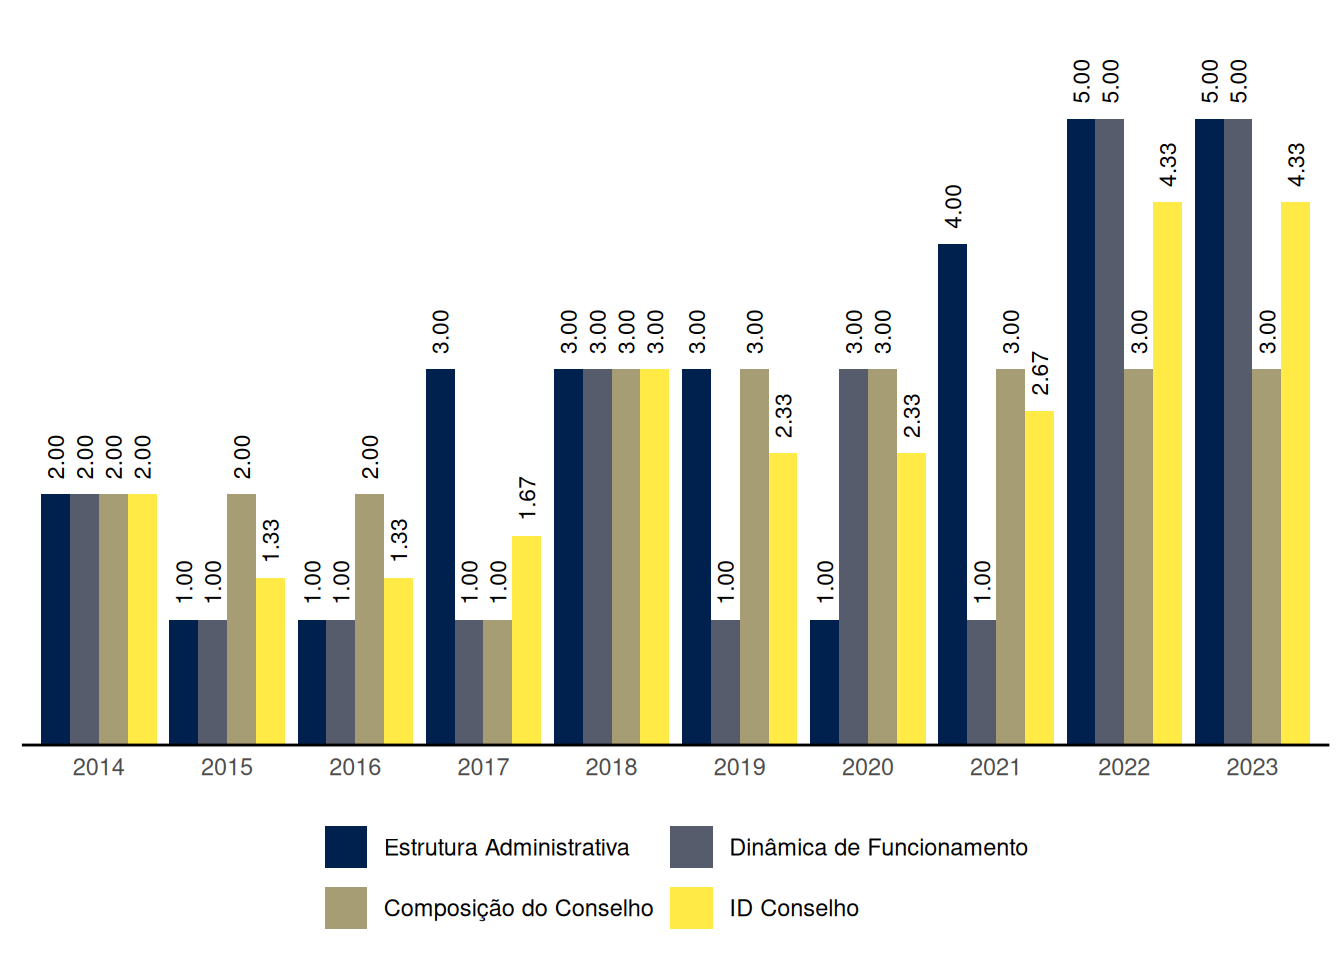 2.00 2.00 2.00 2.00
1.00 1.00 2.00 1.33
1.00 1.00 2.00 1.33
3.00 1.00 1.00 1.67
3.00 3.00 3.00 3.00
3.00 1.00 3.00 2.33
1.00 3.00 3.00 2.33
4.00 1.00 3.00 2.67
5.00 5.00 3.00 4.33
5.00 5.00 3.00 4.33
2014 2015 2016 2017 2018 2019 2020 2021 2022 2023
Estrutura Administrativa Dinâmica de Funcionamento
Composição do Conselho ID Conselho